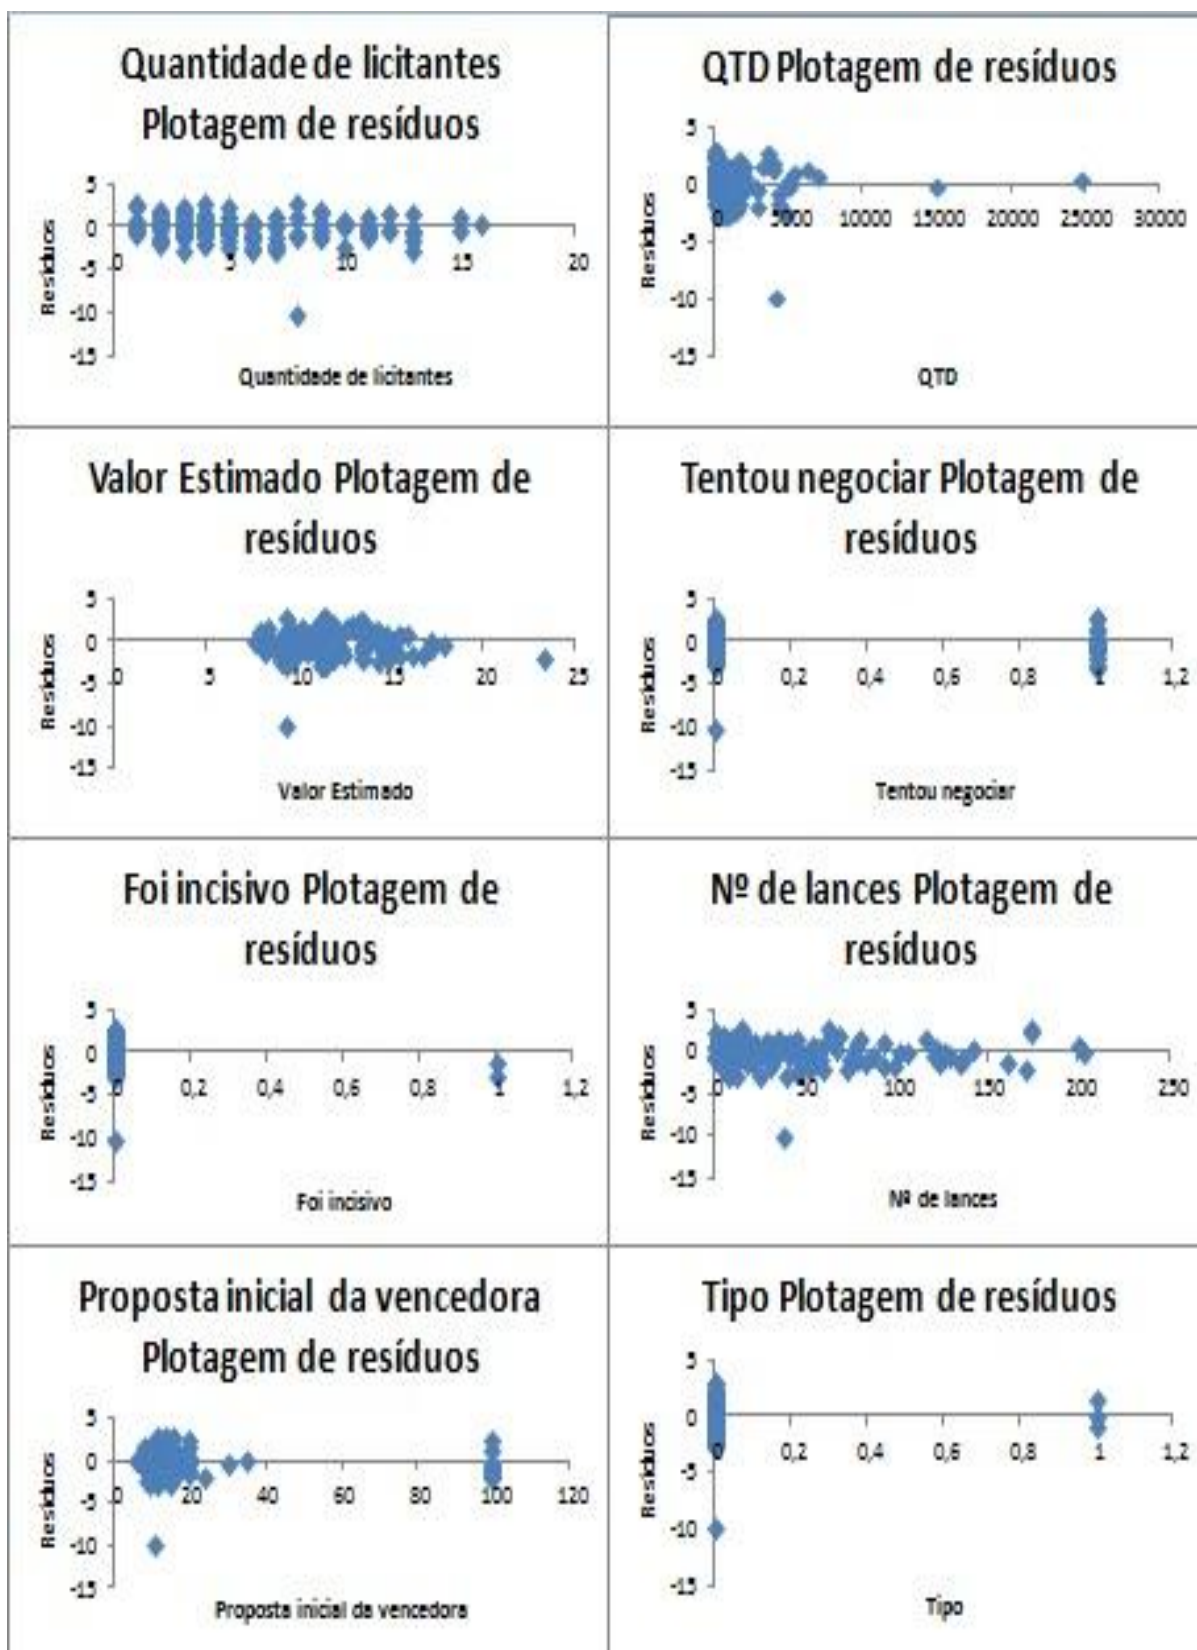 Quantidade de licitantes
Plotagem de resíduos
5
0
-5
-10
-15
0 5 10 15 20
Resíduos
Quantidade de licitantes
QTD Plotagem de resíduos
5
0
-5
-10
-15
0 5000 10000 15000 20000 25000 30000
Resíduos
QTD
Valor Estimado Plotagem de
resíduos
5
0
-5
-10
-15
0 5 10 15 20 25
Resíduos
Valor Estimado
Tentou negociar Plotagem de
resíduos
5
0
-5
-10
-15
0 0,2 0,4 0,6 0,8 1 1,2
Resíduos
Tentou negociar
Foi incisivo Plotagem de
resíduos
5
0
-5
-10
-15
0 0,2 0,4 0,6 0,8 1 1,2
Resíduos
Foi incisivo
Nº de lances Plotagem de
resíduos
5
0
-5
-10
-15
0 50 100 150 200 250
Resíduos
Nº de lances
Proposta inicial da vencedora
Plotagem de resíduos
5
0
-5
-10
-15
0 20 40 60 80 100 120
Resíduos
Proposta inicial da vencedora
Tipo Plotagem de resíduos
5
0
-5
-10
-15
0 0,2 0,4 0,6 0,8 1 1,2
Resíduos
Tipo